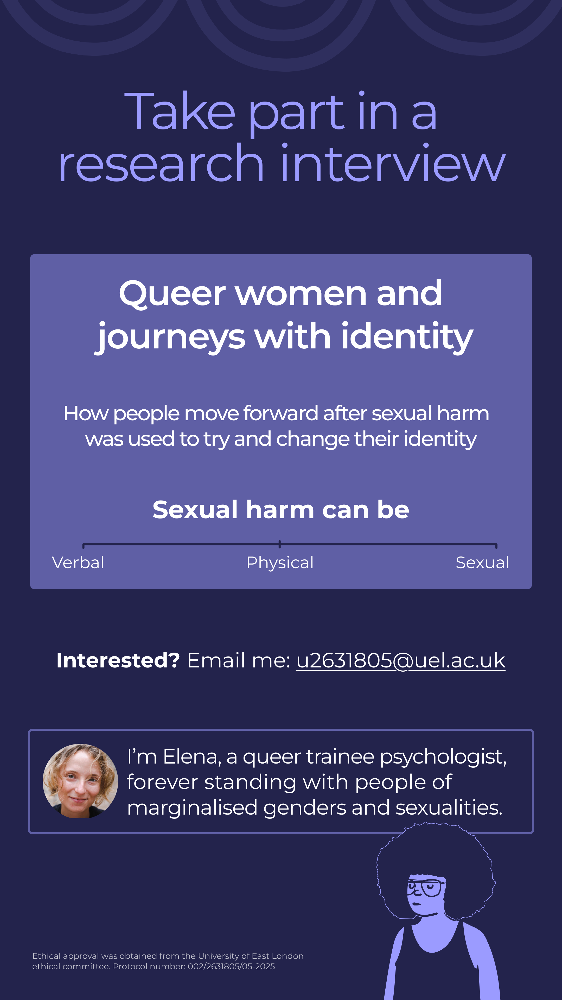 Take part in a
research interview
Queer women and
journeys with identity
How people move forward after sexual harm
was used to try and change their identity
Sexual harm can be
Verbal
Physical
Sexual
Interested? Email me: u2631805@uel.ac.uk
I’m Elena, a queer trainee psychologist,
forever standing with people of
marginalised genders and sexualities.
Ethical approval was obtained from the University of East London
ethical committee. Protocol number: 002/2631805/05-2025